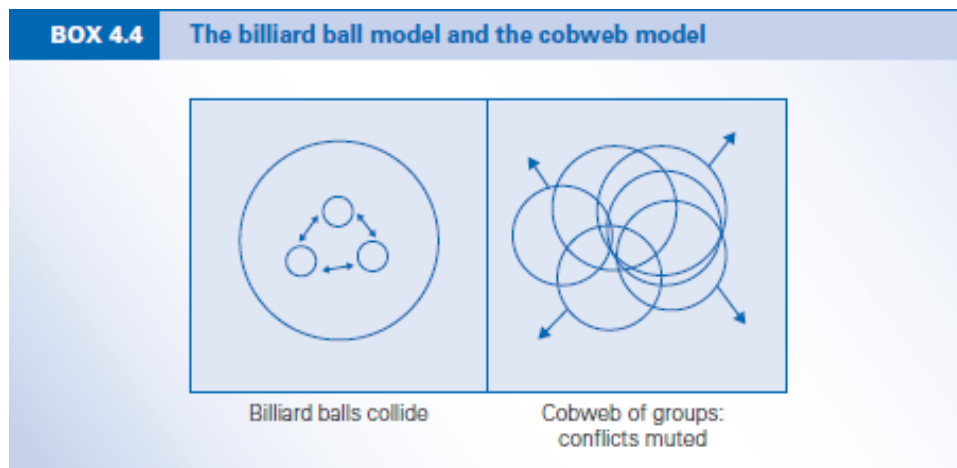 BOX 4.4
The billiard ball model and the cobweb model
Billiard balls collide
Cobweb of groups:
conflicts muted